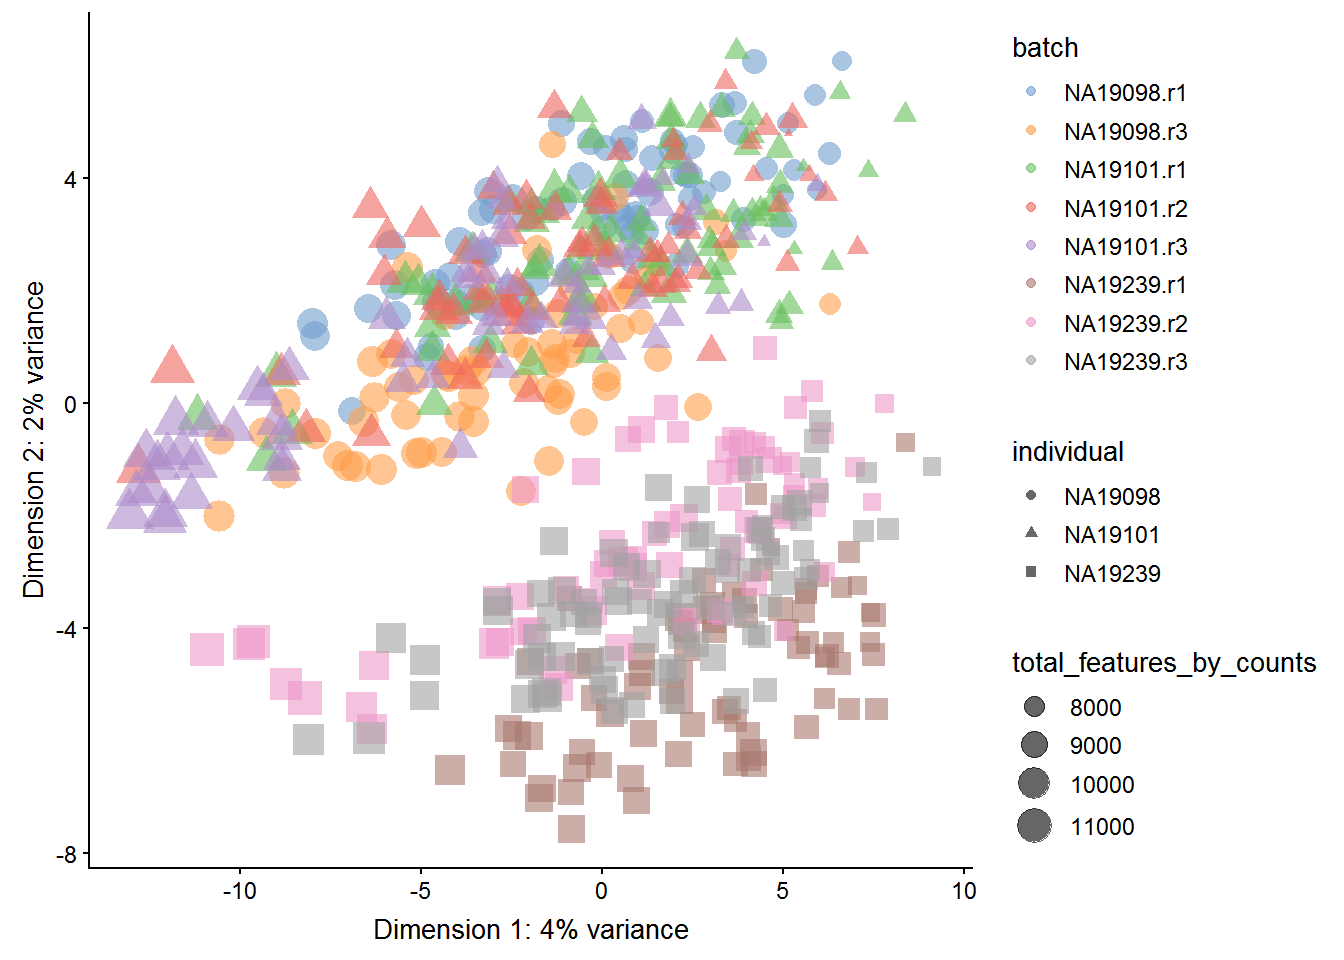 4
0
-4
-8
-10
-5
0
5
10
Dimension 1: 4% variance
Dimension 2: 2% variance
batch
NA19098.r1
NA19098.r3
NA19101.r1
NA19101.r2
NA19101.r3
NA19239.r1
NA19239.r2
NA19239.r3
individual
NA19098
NA19101
NA19239
total_features_by_counts
8000
9000
10000
11000